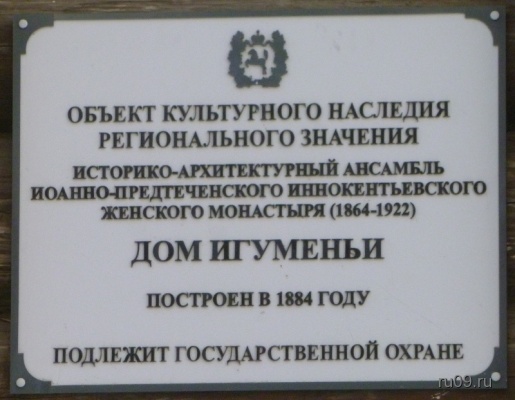 ОБЪЕКТ КУЛЬТУРНОГО НАСЛЕДИЯ
РЕГИОНАЛЬНОГО ЗНАЧЕНИЯ
ИСТОРИКО-АРХИТЕКТУРНЫЙ АНСАМБЛЬ
ИОАННО-ПРЕДТЕЧЕНСКОГО ИННОКЕНТЬЕВСКОГО
ЖЕНСКОГО МОНАСТЫРЯ (1864-1922)
ДОМ ИГУМЕНЬИ
ПОСТРОЕН В 1884 ГОДУ
ПОДЛЕЖИТ ГОСУДАРСТВЕННОЙ ОХРАНЕ
ru09.ru